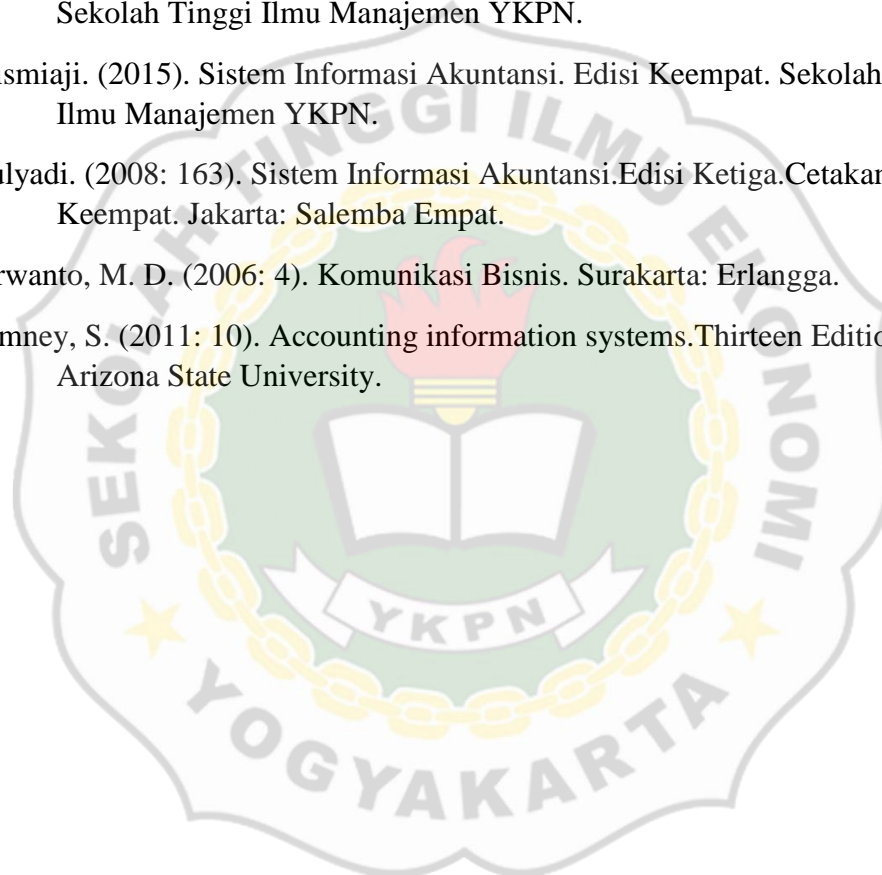 Sekolah Tinggi Ilmu Manajemen YKPN.
smiaji. (2015). Sistem Informasi Akuntansi. Edisi Keempat. Sekolah
Ilmu Manajemen YKPN.
ulyadi. (2008: 163). Sistem Informasi Akuntansi.Edisi Ketiga.Cetakan
Keempat. Jakarta: Salemba Empat.
rwanto, M. D. (2006: 4). Komunikasi Bisnis. Surakarta: Erlangga.
mney, S. (2011: 10). Accounting information systems.Thirteen Editio
Arizona State University.
SEKOLAH TINGGI ILMU EKONOMI
YKPN
YOGYAKARTA